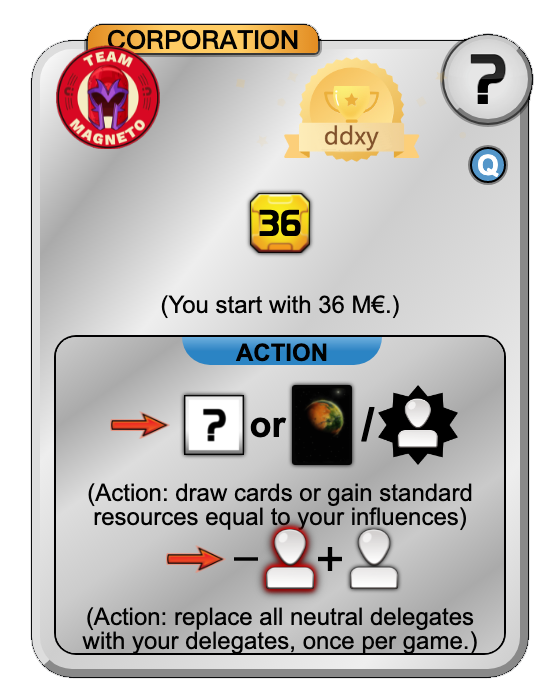 CORPORATION
TEAM
MAGNETO
?
ddxy
Q
36
(You start with 36 M€.)
ACTION
? or /
(Action: draw cards or gain standard
resources equal to your influences)
− +
(Action: replace all neutral delegates
with your delegates, once per game.)